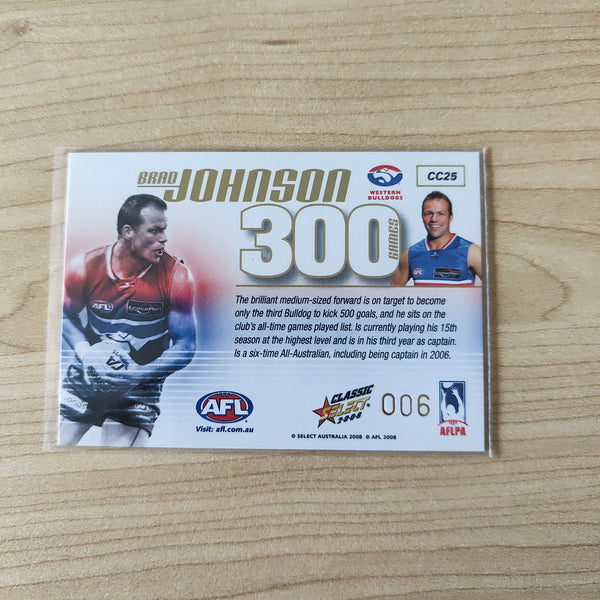 BRAD JOHNSON
300
GAMES
WESTERN
BULLDOGS
CC25
The brilliant medium-sized forward is on target to become
only the third Bulldog to kick 500 goals, and he sits on the
club's all-time games played list. Is currently playing his 15th
season at the highest level and is in his third year as captain.
Is a six-time All-Australian, including being captain in 2006.
AFL
AFL
Visit: afl.com.au
CLASSIC
SELECT
2008
006
AFLPA
© SELECT AUSTRALIA 2008 © AFL 2008